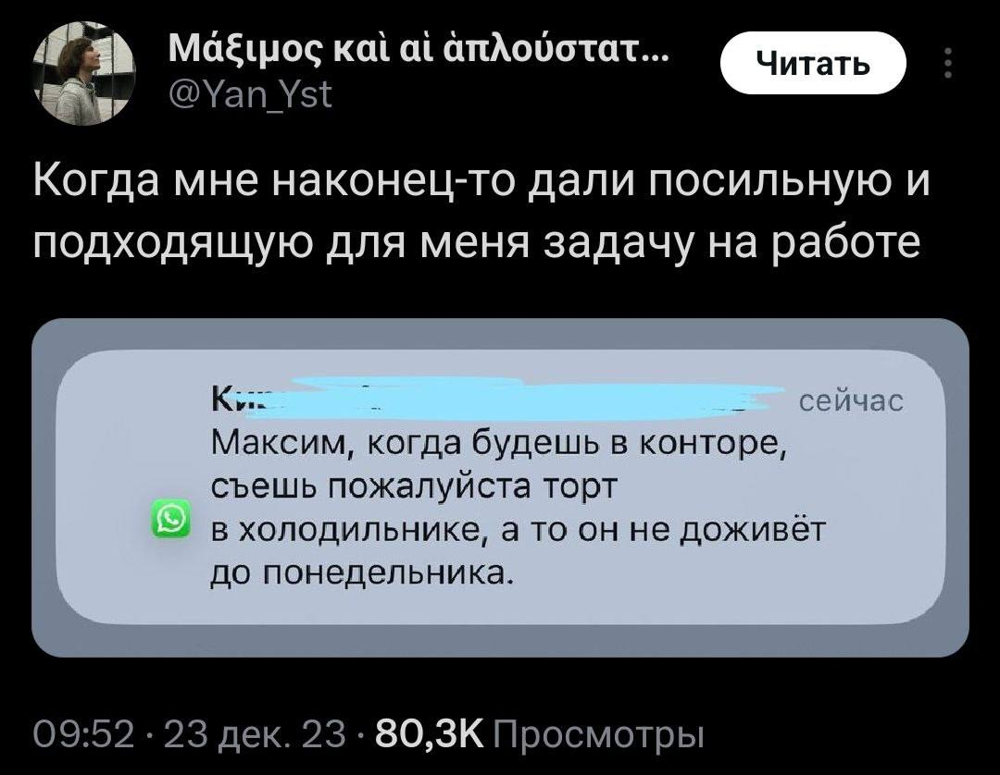 Μάξιμος καὶ αἱ ἁπλούστατ...
@Yan_Yst
Читать
Когда мне наконец-то дали посильную и
подходящую для меня задачу на работе
сейчас
Максим, когда будешь в конторе,
съешь пожалуйста торт
в холодильнике, а то он не доживёт
до понедельника.
09:52 · 23 дек. 23 · 80,3K Просмотры